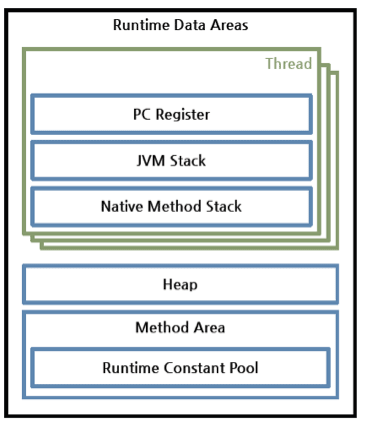 Runtime Data Areas
Thread
PC Register
JVM Stack
Native Method Stack
Heap
Method Area
Runtime Constant Pool